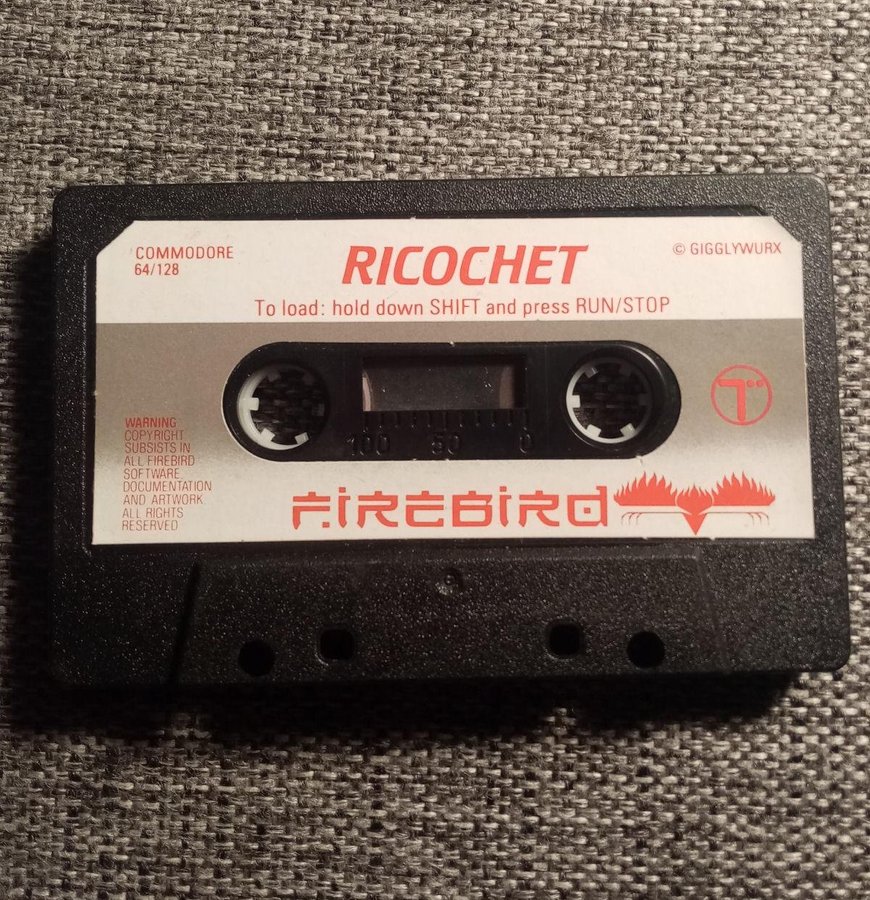 COMMODORE
64/128
RICOCHET
© GIGGLYWURX
To load: hold down SHIFT and press RUN/STOP
T
100 50 0
WARNING
COPYRIGHT
SUBSISTS IN
ALL FIREBIRD
SOFTWARE
DOCUMENTATION
AND ARTWORK.
ALL RIGHTS
RESERVED
FIREBIRD